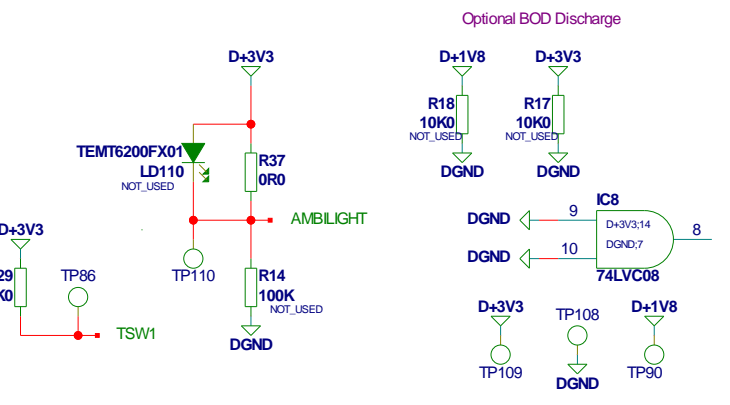 Optional BOD Discharge
D+3V3
D+1V8
D+3V3
R18
10K0
NOT_USED
R17
10K0
NOT_USED
DGND
DGND
TEMT6200FX01
LD110
NOT_USED
R37
0R0
AMBILIGHT
TP110
R14
100K
NOT_USED
DGND
D+3V3
29
K0
TP86
TSW1
IC8
DGND
9
D+3V3;14
8
DGND
10
DGND;7
74LVC08
D+3V3
TP108
D+1V8
TP109
DGND
TP90